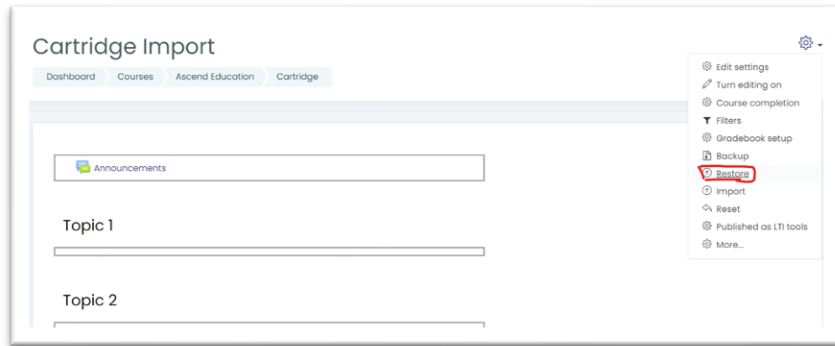 Cartridge Import
Dashboard Courses Ascend Education Cartridge
Edit settings
Turn editing on
Course completion
Filters
Gradebook setup
Backup
Restore
Import
Reset
Published as LTI tools
More...
Announcements
Topic 1
Topic 2